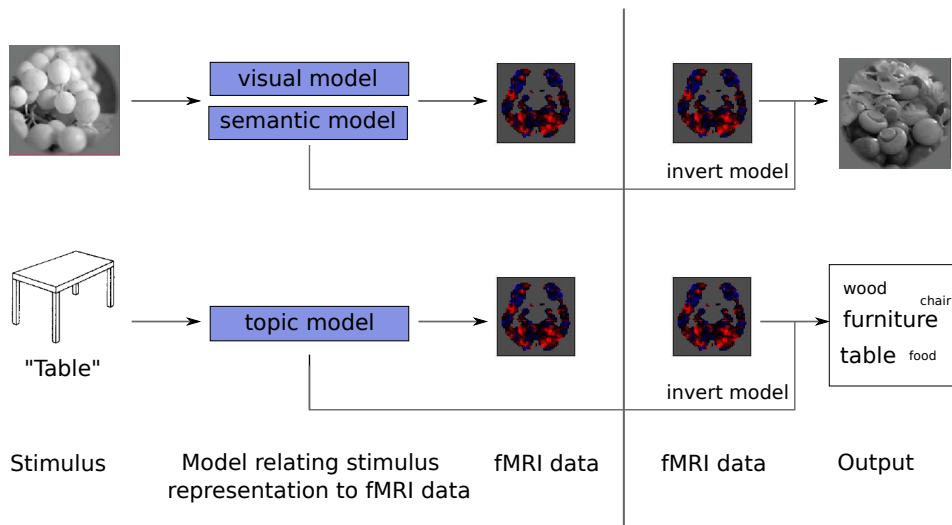 visual model
semantic model
invert model
"Table"
topic model
invert model
wood
chair
furniture
table
food
Stimulus
Model relating stimulus
representation to fMRI data
fMRI data
fMRI data
Output